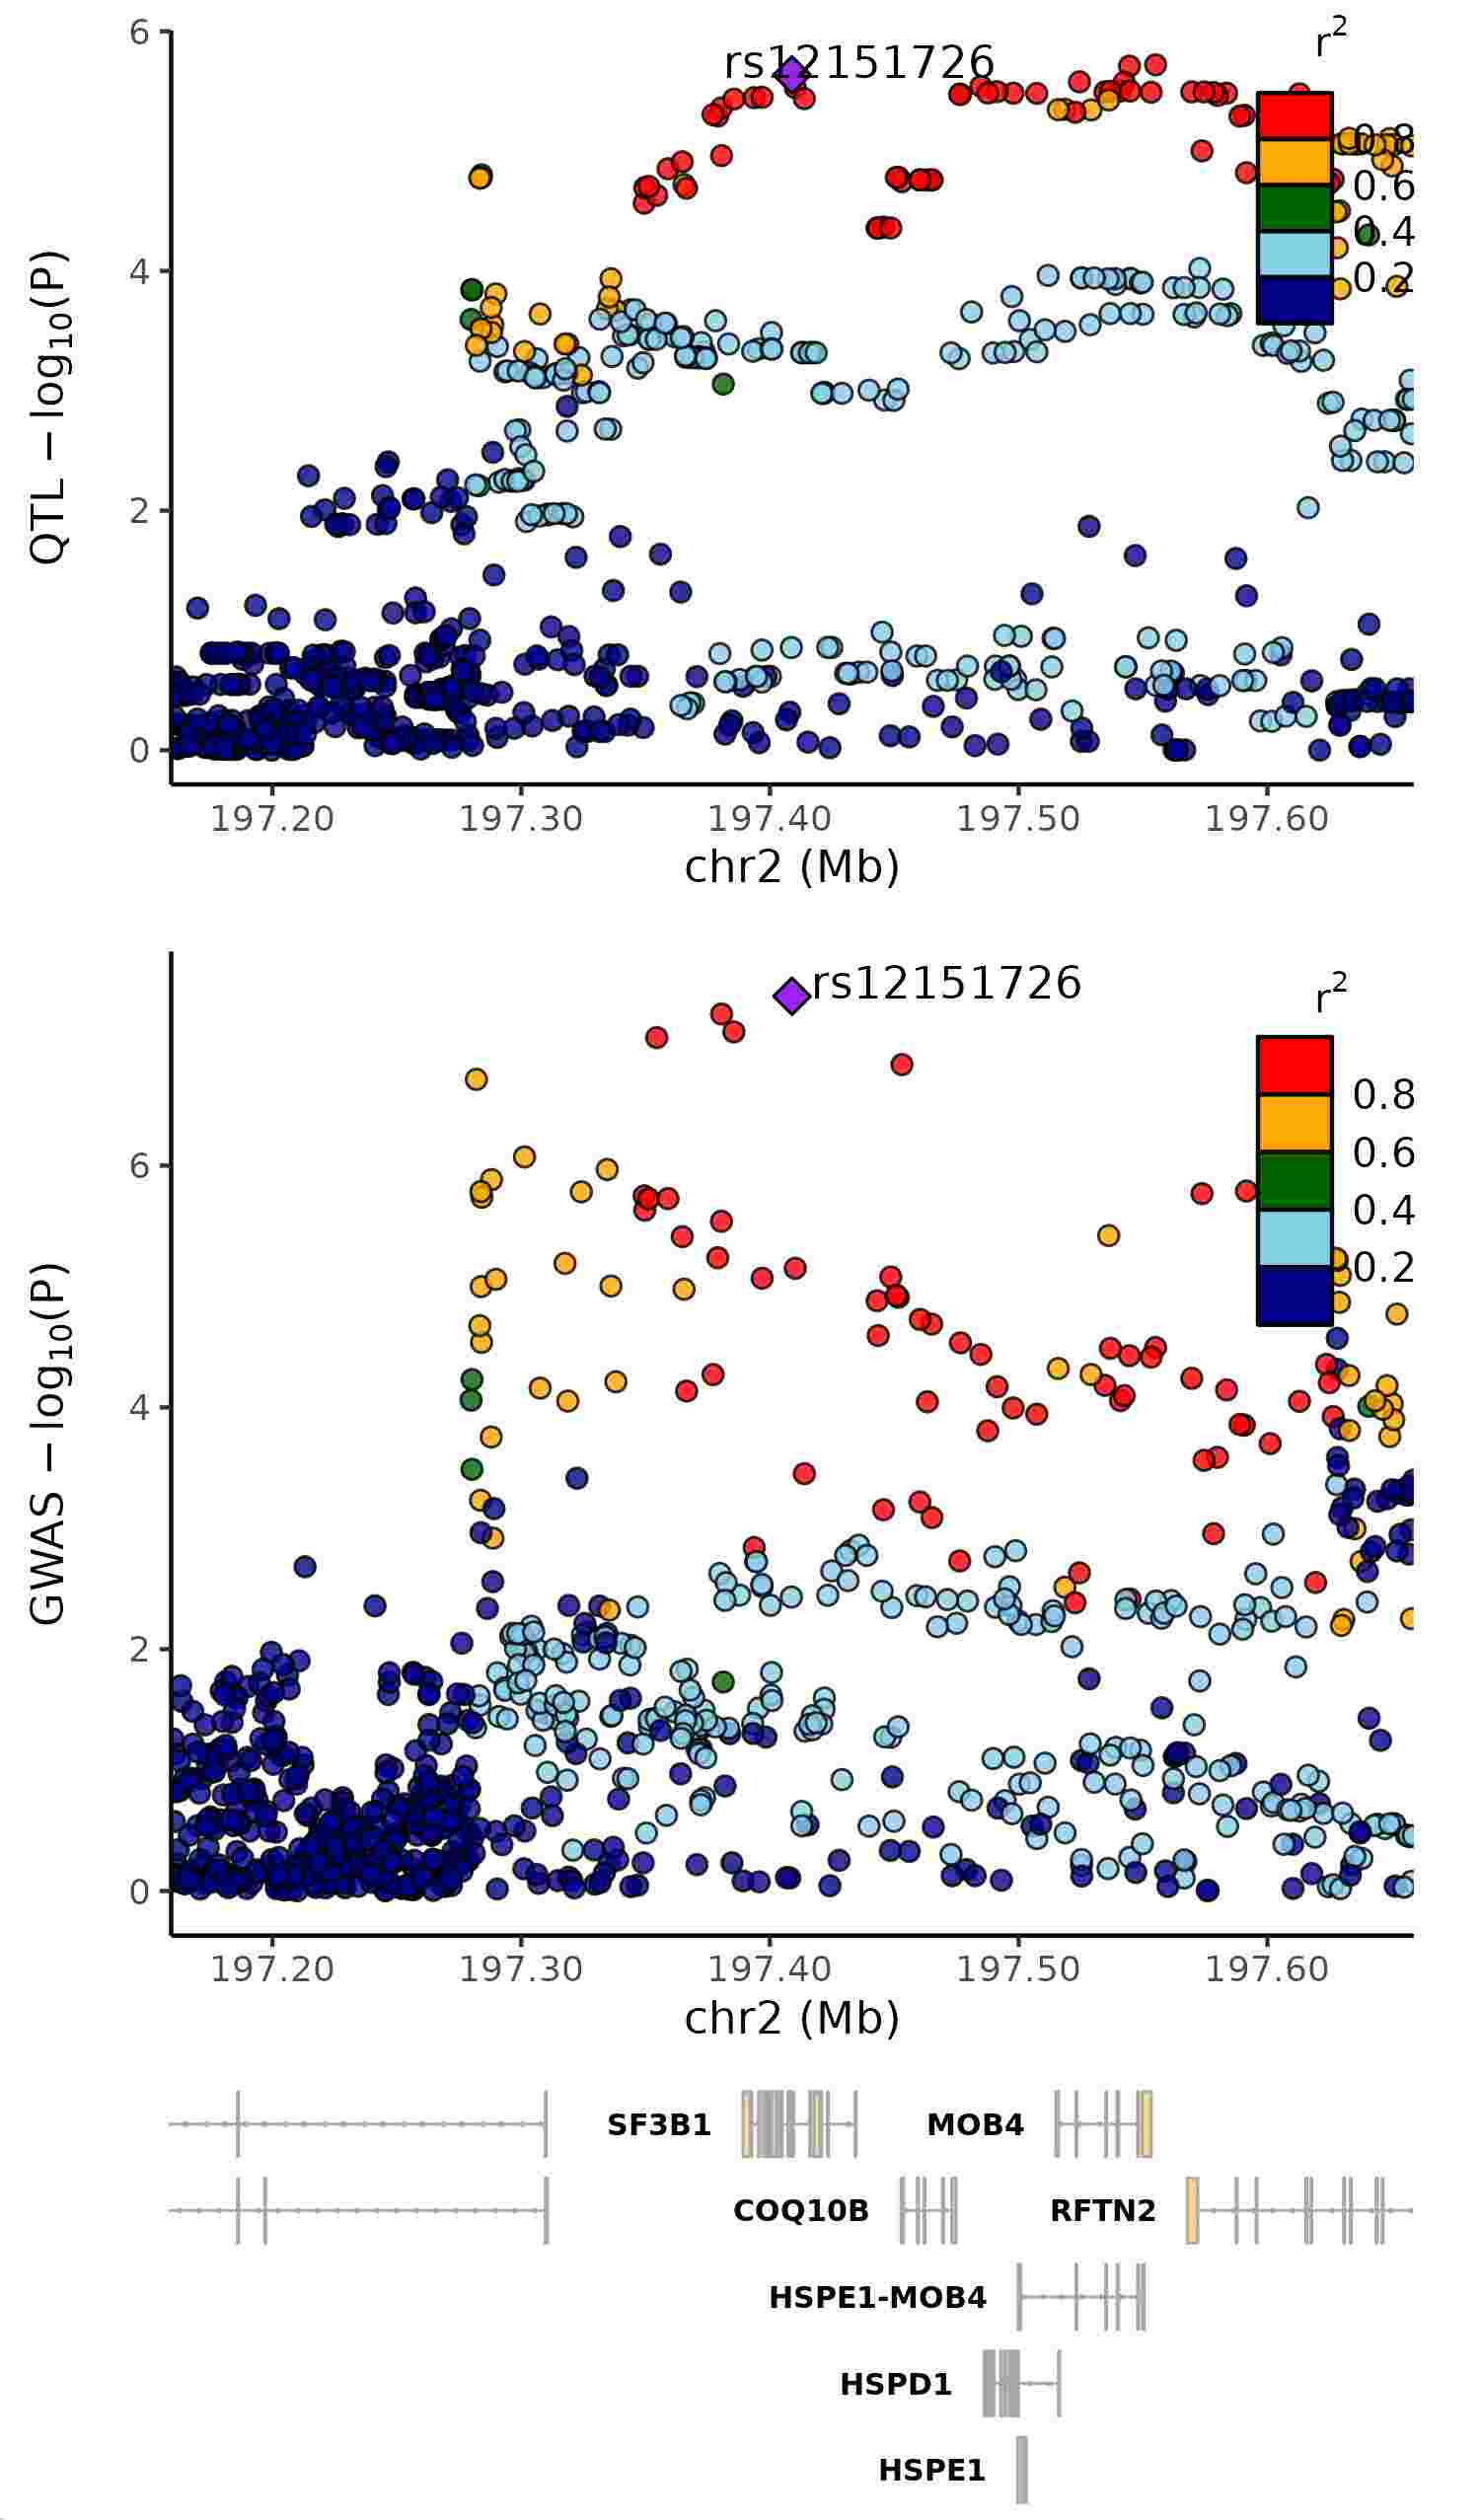 6
4
2
0
QTL − log10(P)
rs12151726
r2
0.8
0.6
0.4
0.2
197.20 197.30 197.40 197.50 197.60
chr2 (Mb)
6
4
2
0
GWAS − log10(P)
rs12151726
r2
0.8
0.6
0.4
0.2
197.20 197.30 197.40 197.50 197.60
chr2 (Mb)
SF3B1 MOB4
COQ10B RFTN2
HSPE1-MOB4
HSPD1
HSPE1